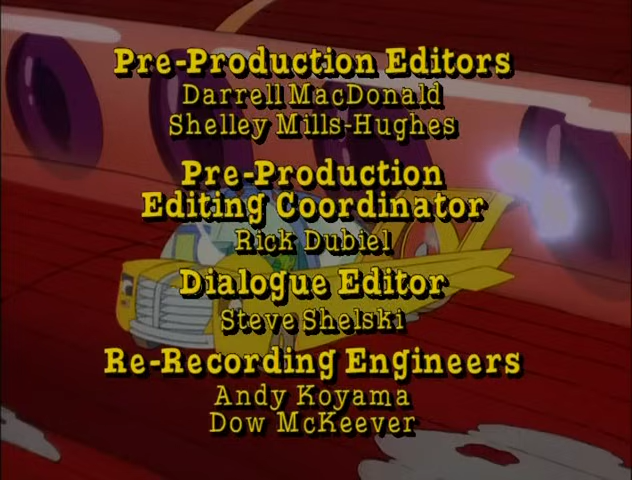 Pre-Production Editors
Darrell MacDonald
Shelley Mills-Hughes
Pre-Production
Editing Coordinator
Rick Dubiel
Dialogue Editor
Steve Shelski
Re-Recording Engineers
Andy Koyama
Dow McKeever